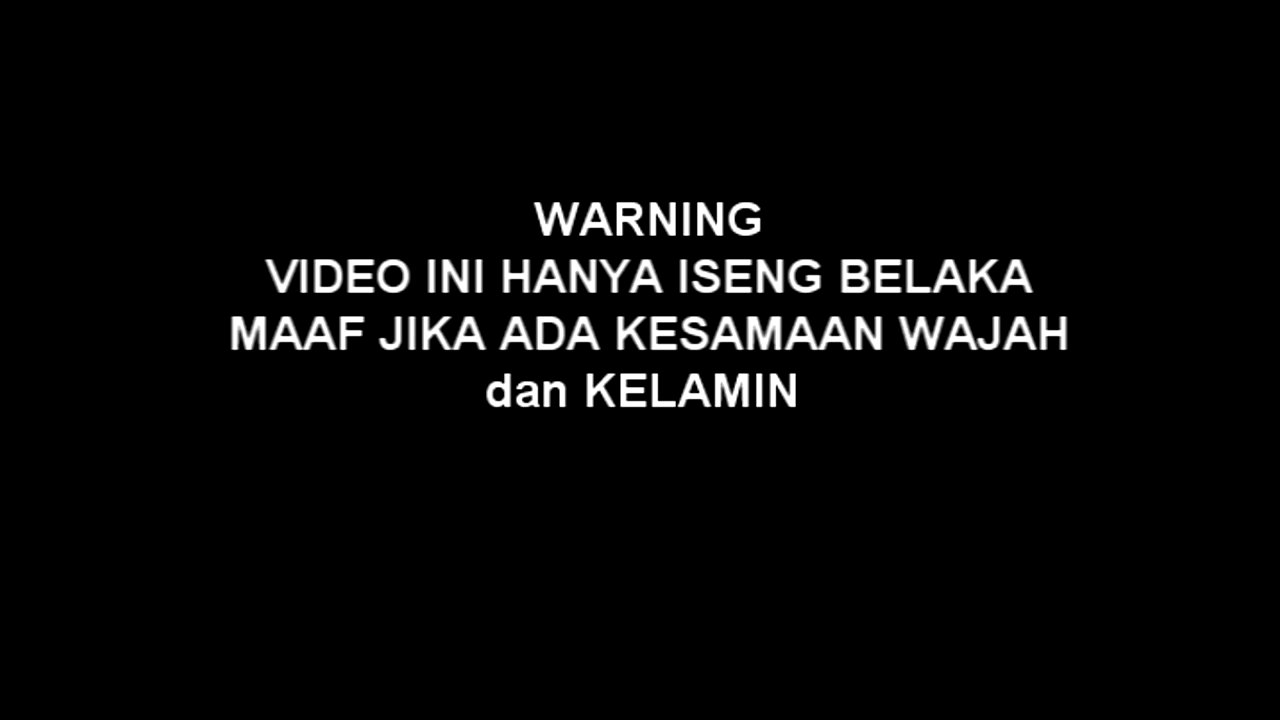 WARNING
VIDEO INI HANYA ISENG BELAKA
MAAF JIKA ADA KESAMAAN WAJAH
dan KELAMIN